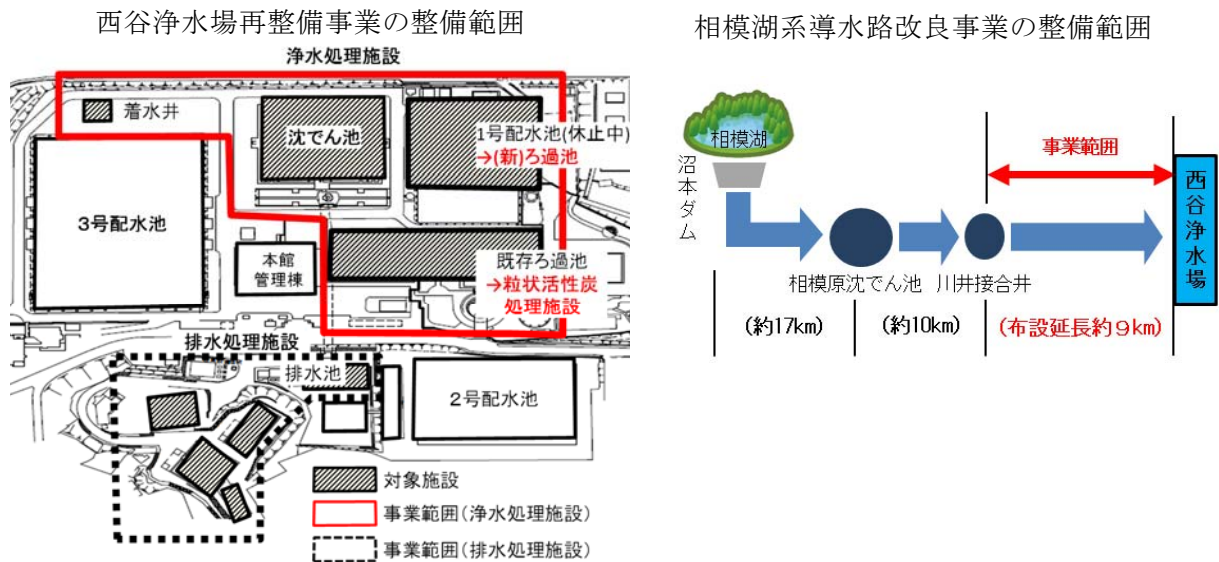 西谷浄水場再整備事業の整備範囲
浄水処理施設
着水井
沈でん池
1号配水池(休止中)
→(新)ろ過池
3号配水池
本館
管理棟
既存ろ過池
→粒状活性炭
処理施設
排水処理施設
排水池
2号配水池
対象施設
事業範囲(浄水処理施設)
事業範囲(排水処理施設)
相模湖系導水路改良事業の整備範囲
相模湖
沼本ダム
事業範囲
西谷浄水場
相模原沈でん池
川井接合井
(約17km)
(約10km)
(布設延長約9km)